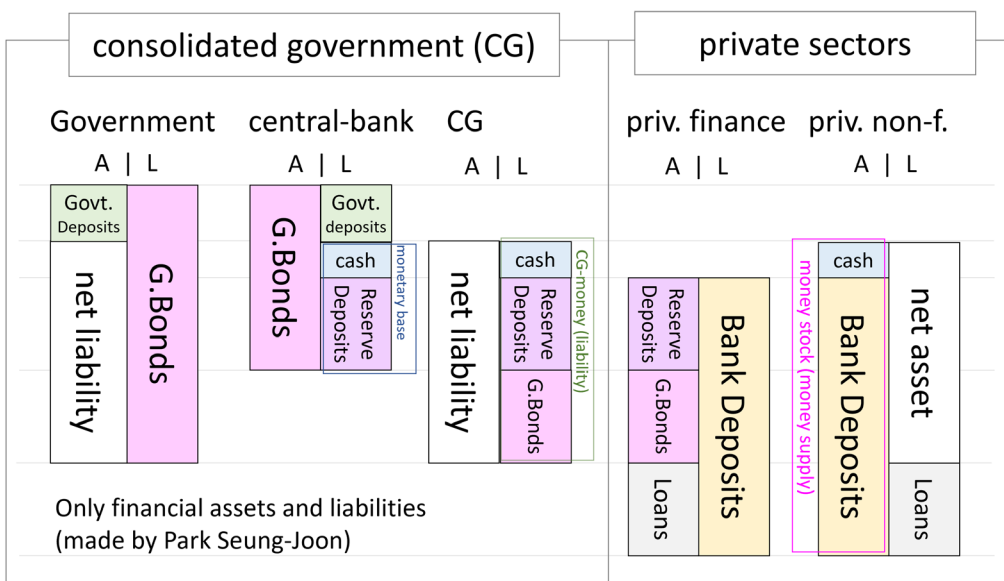 consolidated government (CG)
private sectors
Government
central-bank
CG
priv. finance
priv. non-f.
A | L
A | L
A | L
A | L
A | L
Govt.
Deposits
net liability
G.Bonds
G.Bonds
Govt.
deposits
cash
Reserve
Deposits
monetary base
net liability
cash
Reserve
Deposits
G.Bonds
CG-money (liability)
Reserve
Deposits
G.Bonds
Loans
Bank Deposits
money stock (money supply)
cash
Bank Deposits
net asset
Loans
Only financial assets and liabilities
(made by Park Seung-Joon)